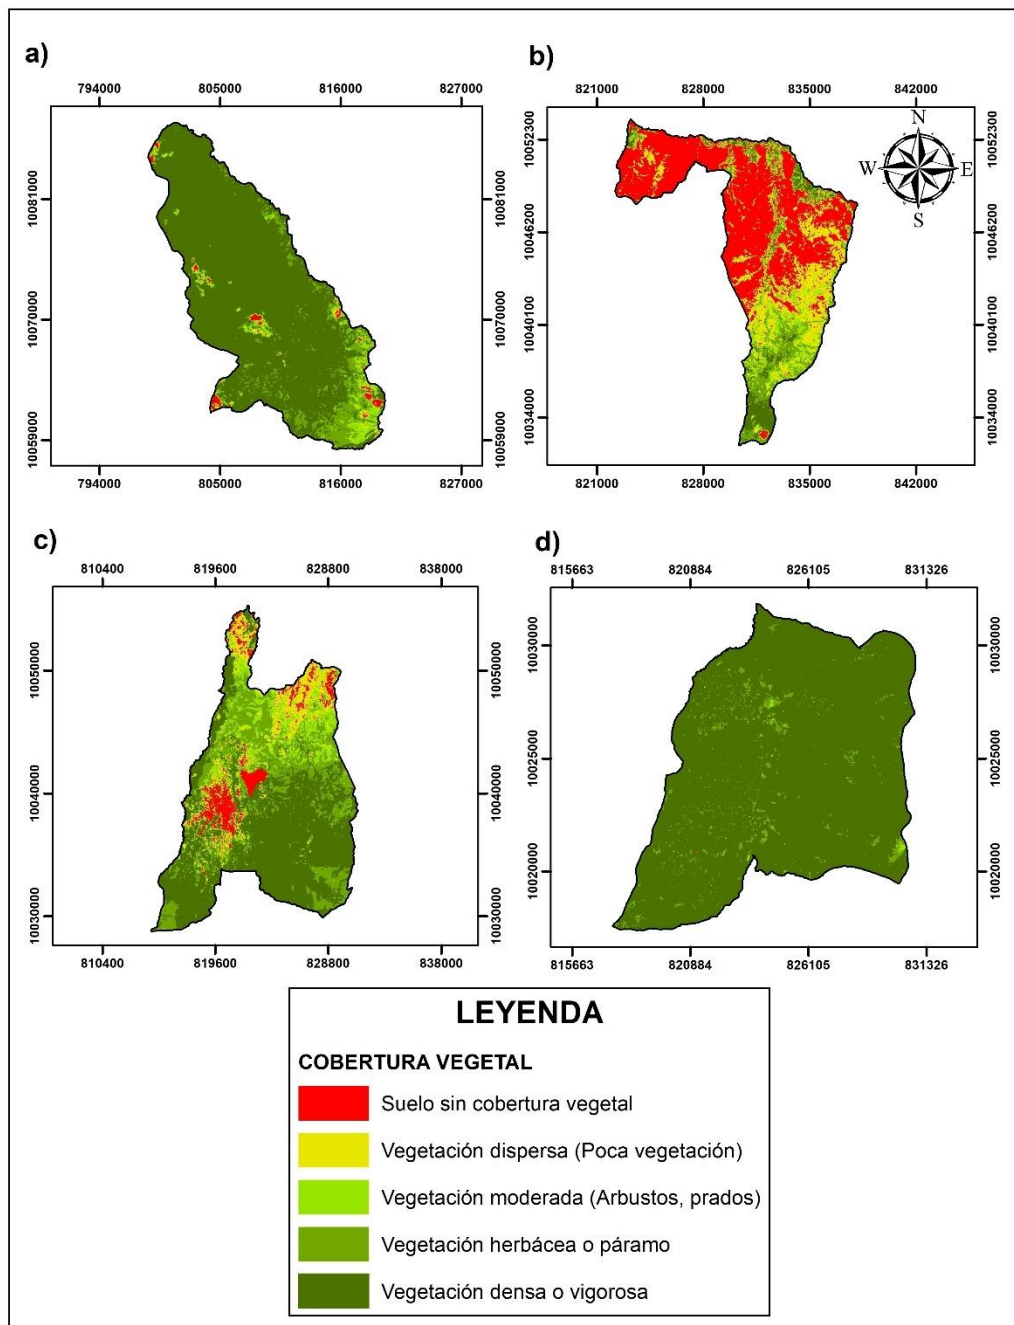 a)
794000 805000 816000 827000
10081000 10081000
10070000 10070000
10059000 10059000
794000 805000 816000 827000
b)
821000 828000 835000 842000
N
W E
S
10052300 10052300
10046200 10046200
10040100 10040100
10034000 10034000
821000 828000 835000 842000
c)
810400 819600 828800 838000
10050000 10050000
10040000 10040000
10030000 10030000
810400 819600 828800 838000
d)
815663 820884 826105 831326
10030000 10030000
10025000 10025000
10020000 10020000
815663 820884 826105 831326
LEYENDA
COBERTURA VEGETAL
Suelo sin cobertura vegetal
Vegetación dispersa (Poca vegetación)
Vegetación moderada (Arbustos, prados)
Vegetación herbácea o páramo
Vegetación densa o vigorosa